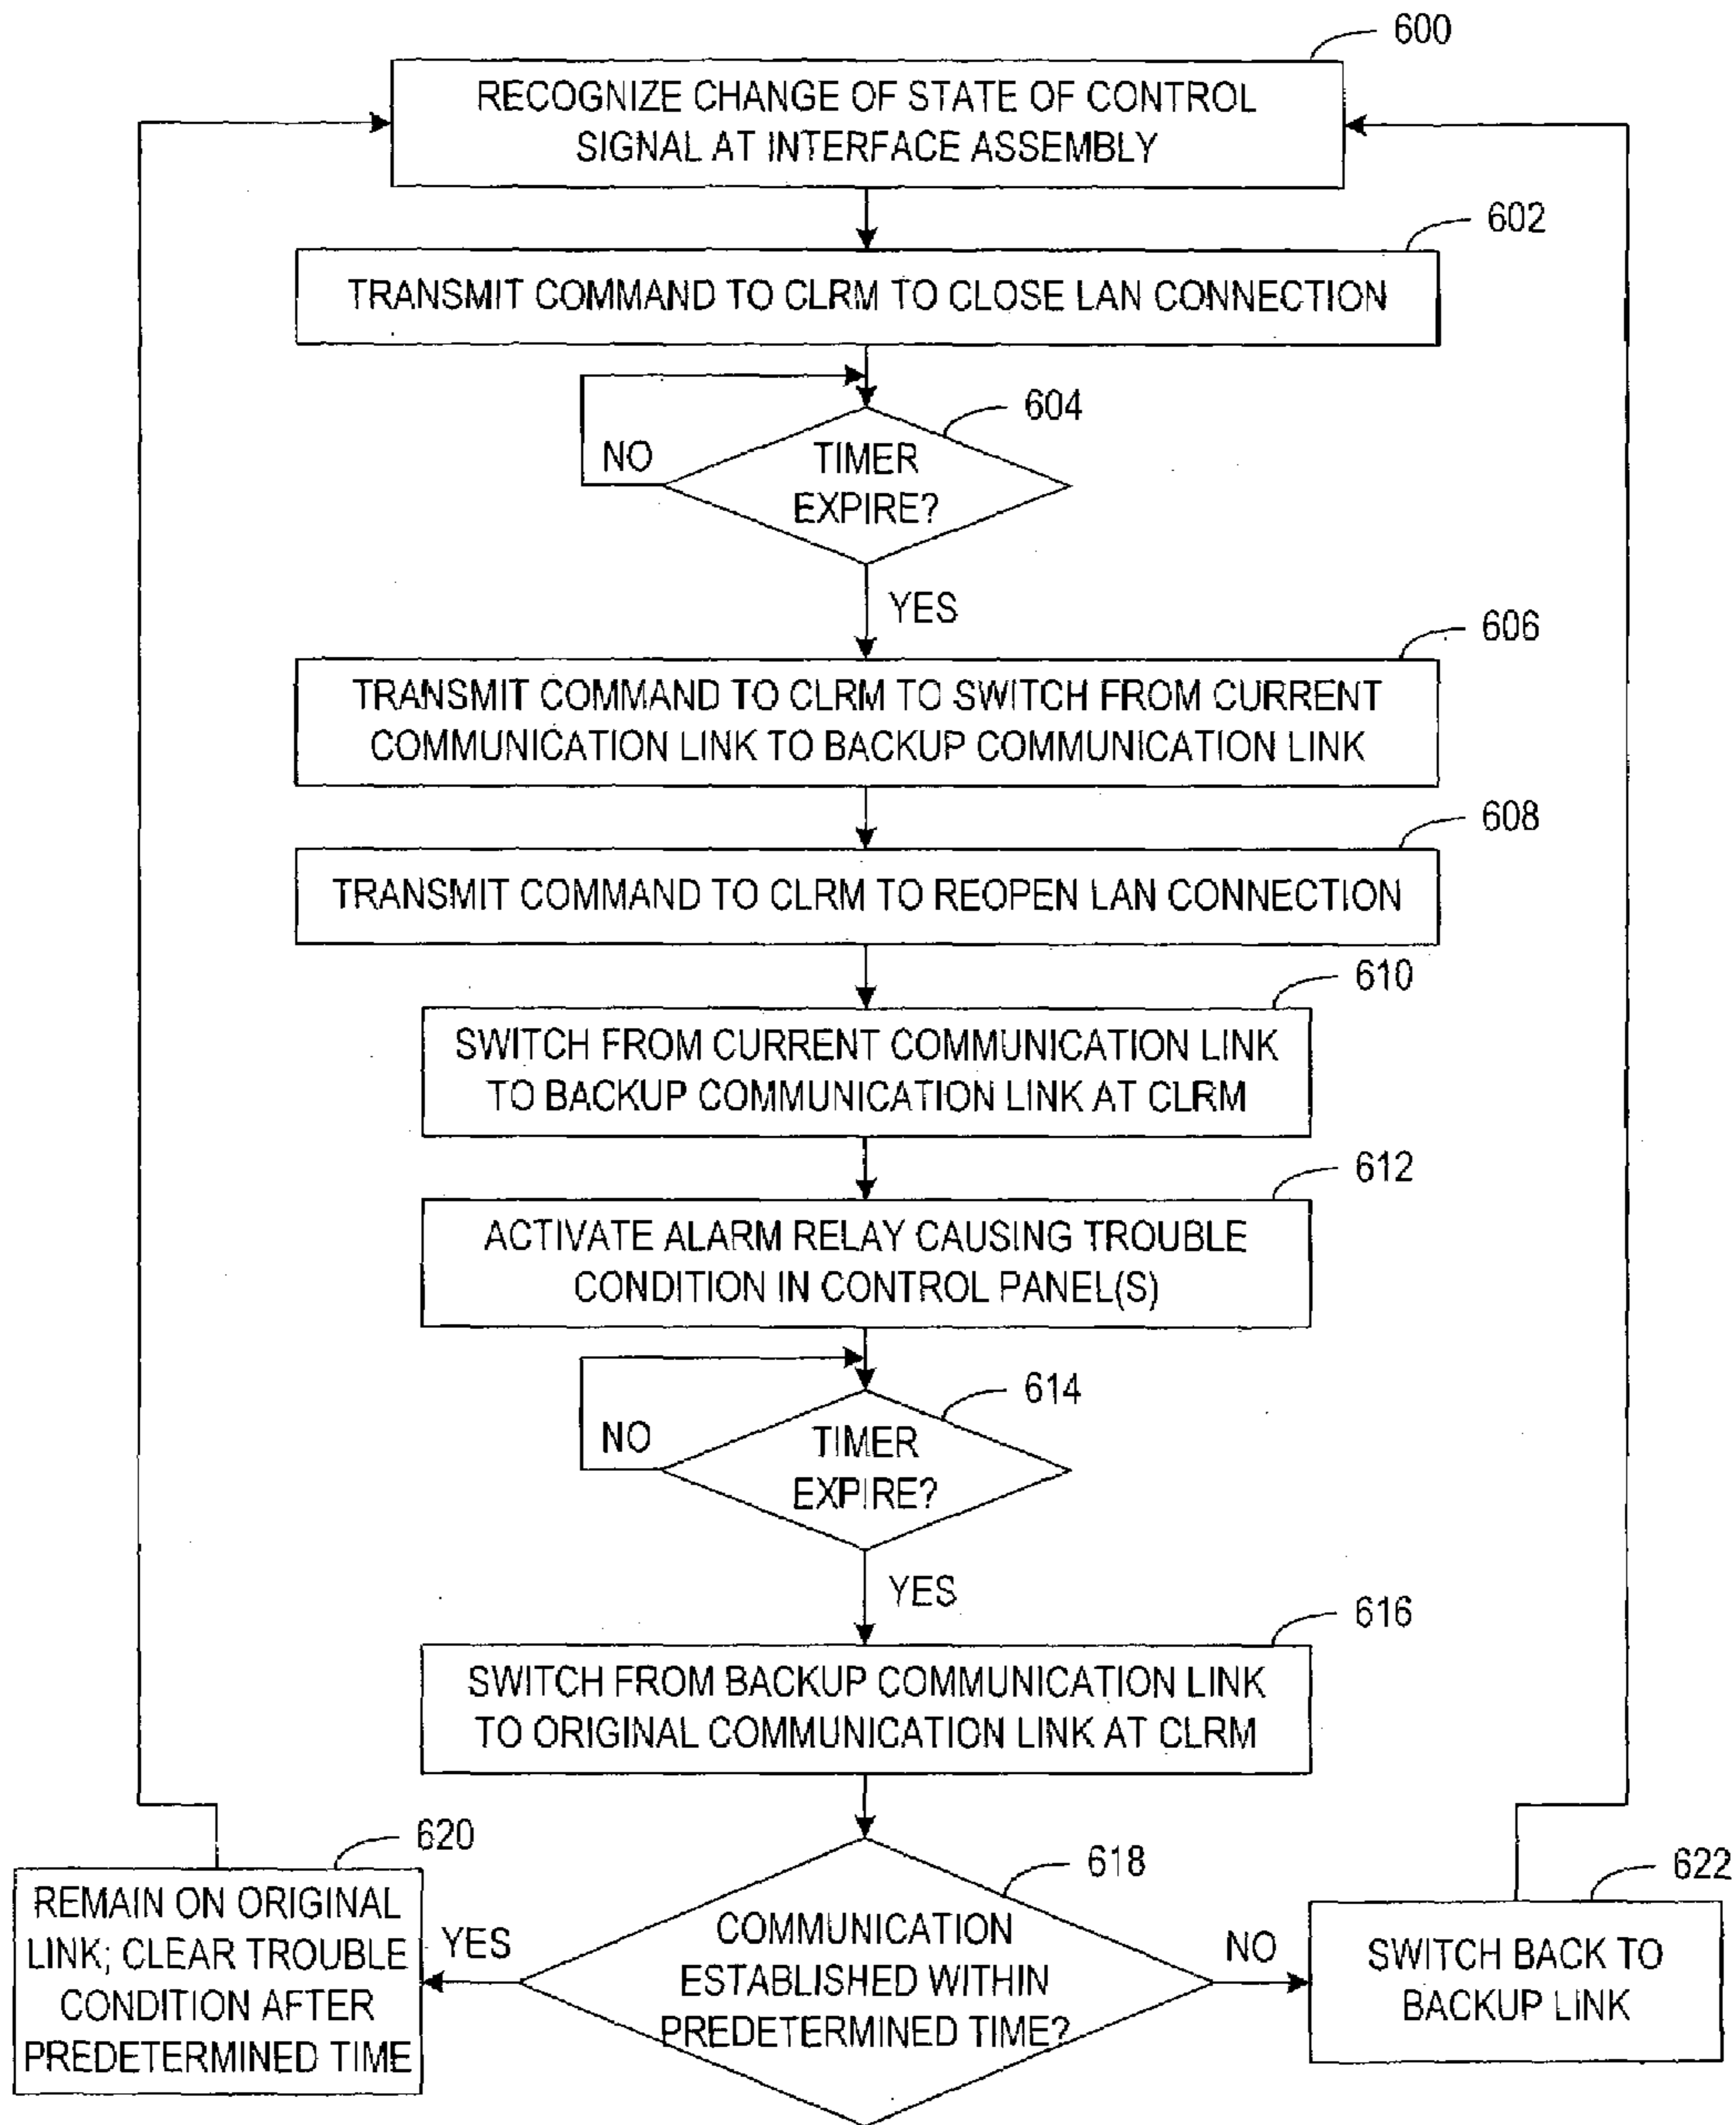 600
RECOGNIZE CHANGE OF STATE OF CONTROL
SIGNAL AT INTERFACE ASSEMBLY
602
TRANSMIT COMMAND TO CLRM TO CLOSE LAN CONNECTION
604
NO
TIMER
EXPIRE?
YES
606
TRANSMIT COMMAND TO CLRM TO SWITCH FROM CURRENT
COMMUNICATION LINK TO BACKUP COMMUNICATION LINK
608
TRANSMIT COMMAND TO CLRM TO REOPEN LAN CONNECTION
610
SWITCH FROM CURRENT COMMUNICATION LINK
TO BACKUP COMMUNICATION LINK AT CLRM
612
ACTIVATE ALARM RELAY CAUSING TROUBLE
CONDITION IN CONTROL PANEL(S)
614
NO
TIMER
EXPIRE?
YES
616
SWITCH FROM BACKUP COMMUNICATION LINK
TO ORIGINAL COMMUNICATION LINK AT CLRM
620
REMAIN ON ORIGINAL
LINK; CLEAR TROUBLE
CONDITION AFTER
PREDETERMINED TIME
YES
618
COMMUNICATION
ESTABLISHED WITHIN
PREDETERMINED TIME?
NO
622
SWITCH BACK TO
BACKUP LINK